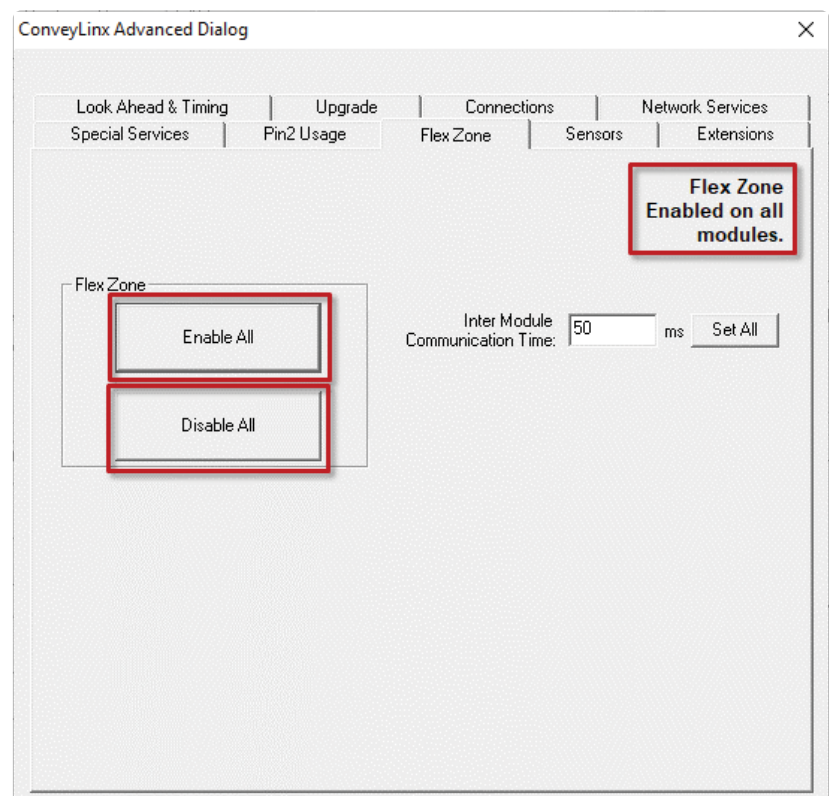 ConveyLinx Advanced Dialog
Look Ahead & Timing
Upgrade
Connections
Network Services
Special Services
Pin2 Usage
Flex Zone
Sensors
Extensions
Flex Zone
Enabled on all
modules.
Flex Zone
Enable All
Disable All
Inter Module
Communication Time:
50
ms
Set All